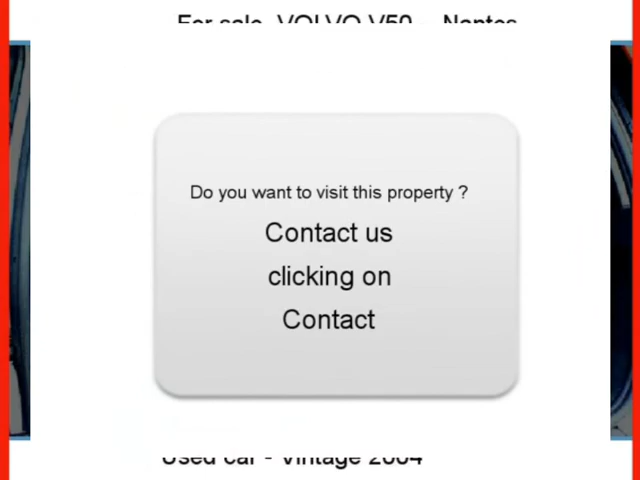 For sale VOLVO V50 - Nantes
Do you want to visit this property ?
Contact us
clicking on
Contact
Used car - Vintage 2004